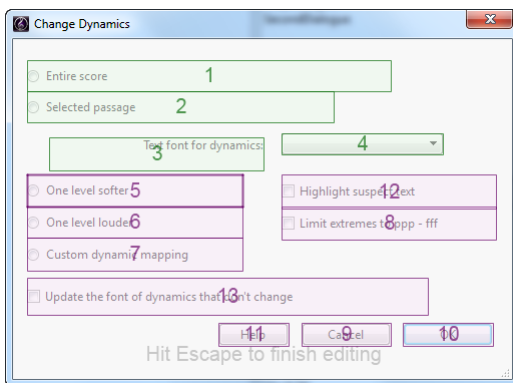 Change Dynamics
Entire score 1
Selected passage 2
Text font for dynamics: 3 4
One level softer 5 Highlight suspect text 12
One level louder 6 Limit extremes to ppp - fff 8
Custom dynamic mapping 7
Update the font of dynamics that don't change 13
Help 11 Cancel 9 OK 10
Hit Escape to finish editing